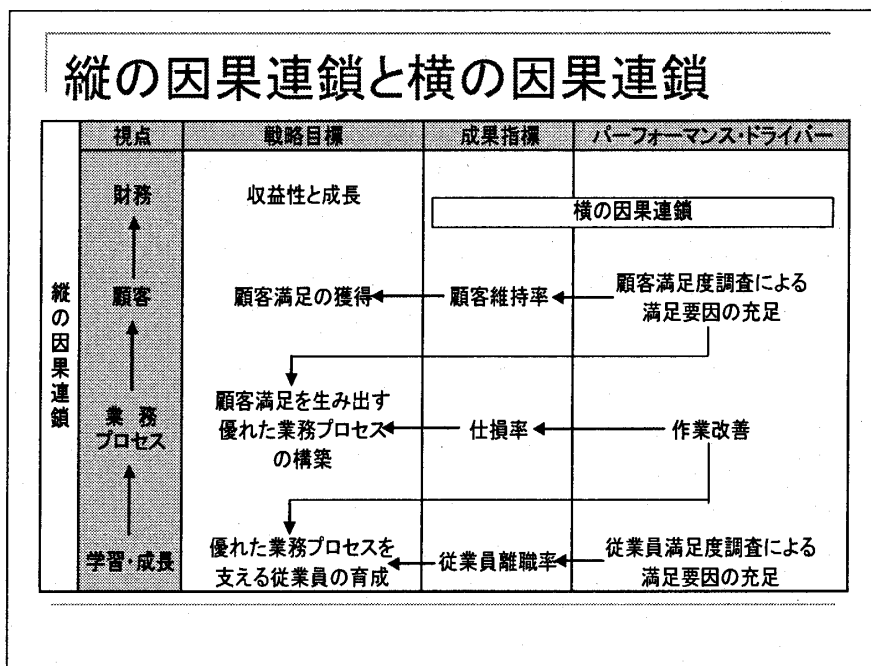 縦の因果連鎖と横の因果連鎖
視点 戦略目標 成果指標 パーフォーマンス・ドライバー
縦の因果連鎖
財務 収益性と成長
横の因果連鎖
顧客 顧客満足の獲得 顧客維持率 顧客満足度調査による
満足要因の充足
顧客満足を生み出す
業務
プロセス
優れた業務プロセス
の構築
仕損率 作業改善
学習・成長
優れた業務プロセスを
支える従業員の育成
従業員離職率
従業員満足度調査による
満足要因の充足